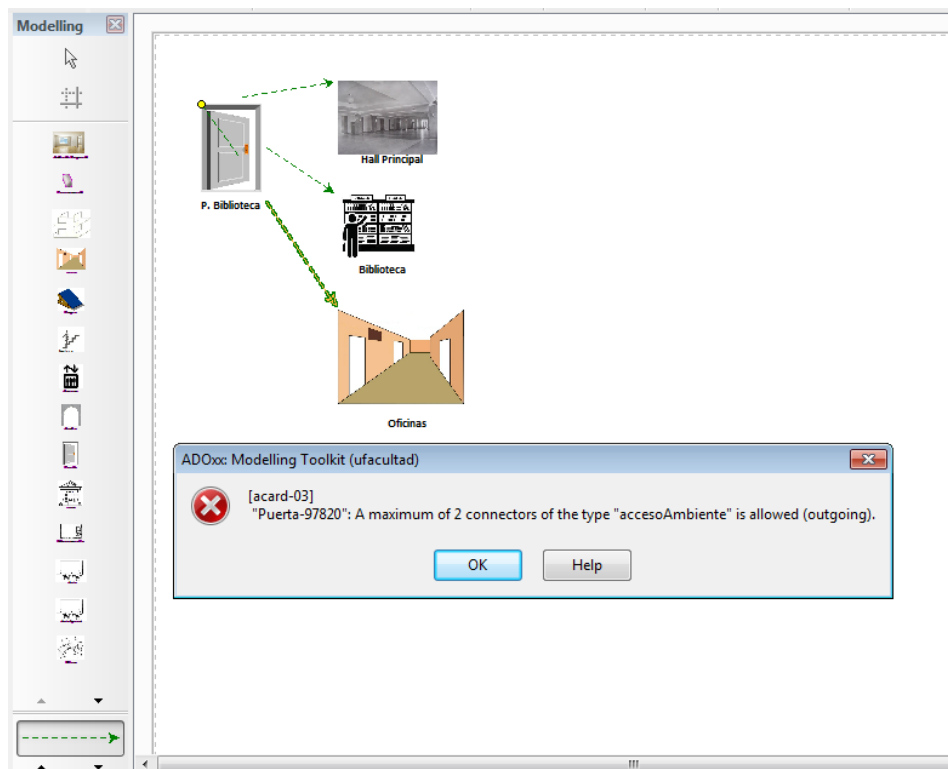 Modelling
Hall Principal
P. Biblioteca
Biblioteca
Oficinas
ADOxx: Modelling Toolkit (ufacultad)
[acard-03]
"Puerta-97820": A maximum of 2 connectors of the type "accesoAmbiente" is allowed (outgoing).
OK
Help